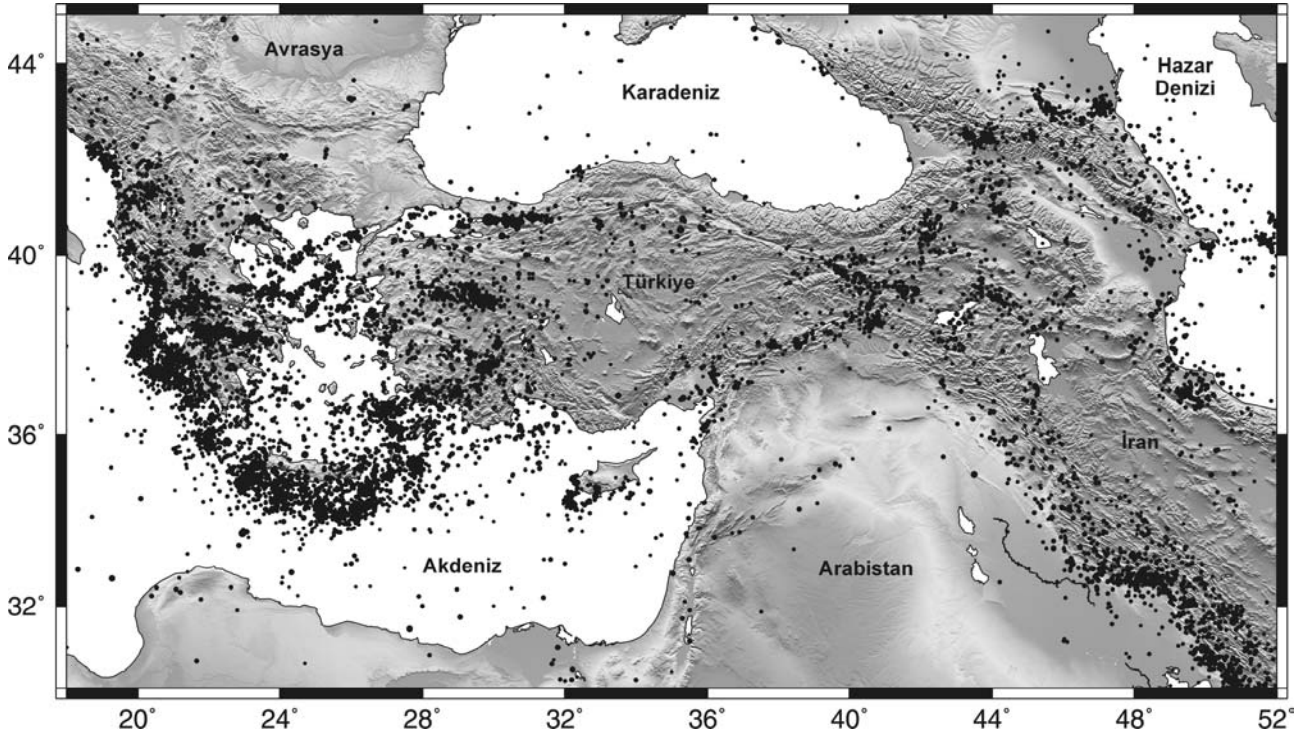 Avrasya
Karadeniz
Hazar
Denizi
44°
40°
Türkiye
36°
İran
Akdeniz
Arabistan
32°
20° 24° 28° 32° 36° 40° 44° 48° 52°